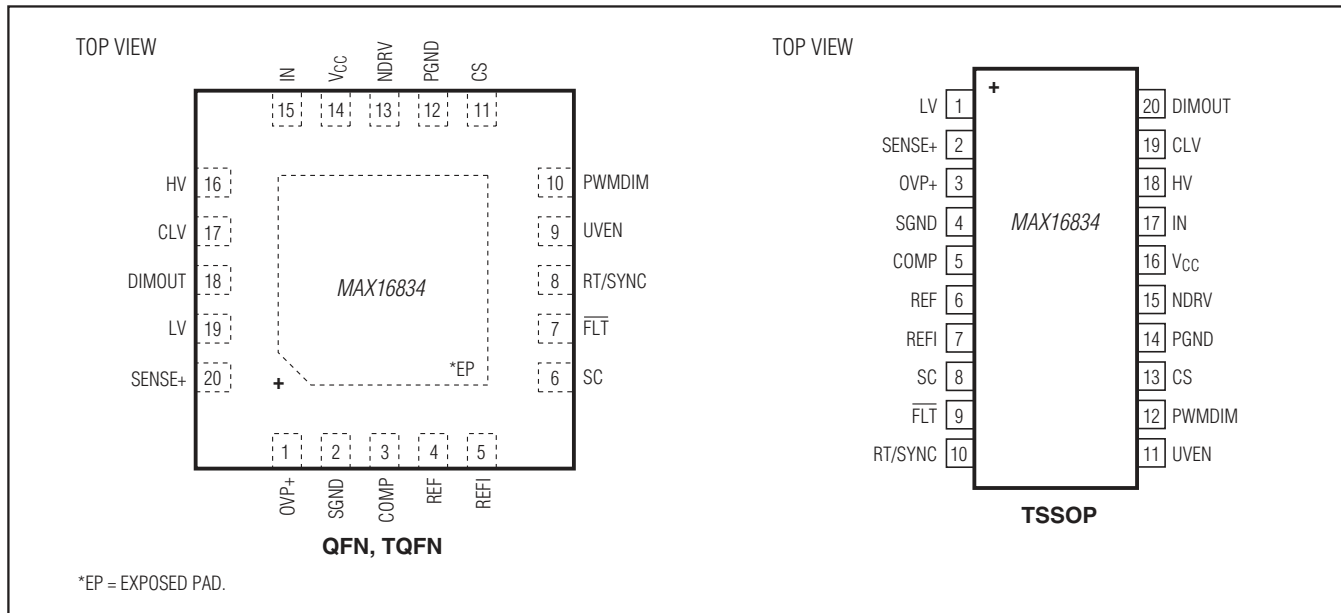 TOP VIEW
IN
VCC
NDRV
PGND
CS
15
14
13
12
11
HV 16
CLV 17
DIMOUT 18
LV 19
SENSE+ 20
10 PWMDIM
9 UVEN
8 RT/SYNC
7 FLT
6 SC
MAX16834
*EP
+
1
2
3
4
5
OVP+
SGND
COMP
REF
REFI
QFN, TQFN
*EP = EXPOSED PAD.
TOP VIEW
+
LV 1
SENSE+ 2
OVP+ 3
SGND 4
COMP 5
REF 6
REFI 7
SC 8
FLT 9
RT/SYNC 10
MAX16834
20 DIMOUT
19 CLV
18 HV
17 IN
16 VCC
15 NDRV
14 PGND
13 CS
12 PWMDIM
11 UVEN
TSSOP